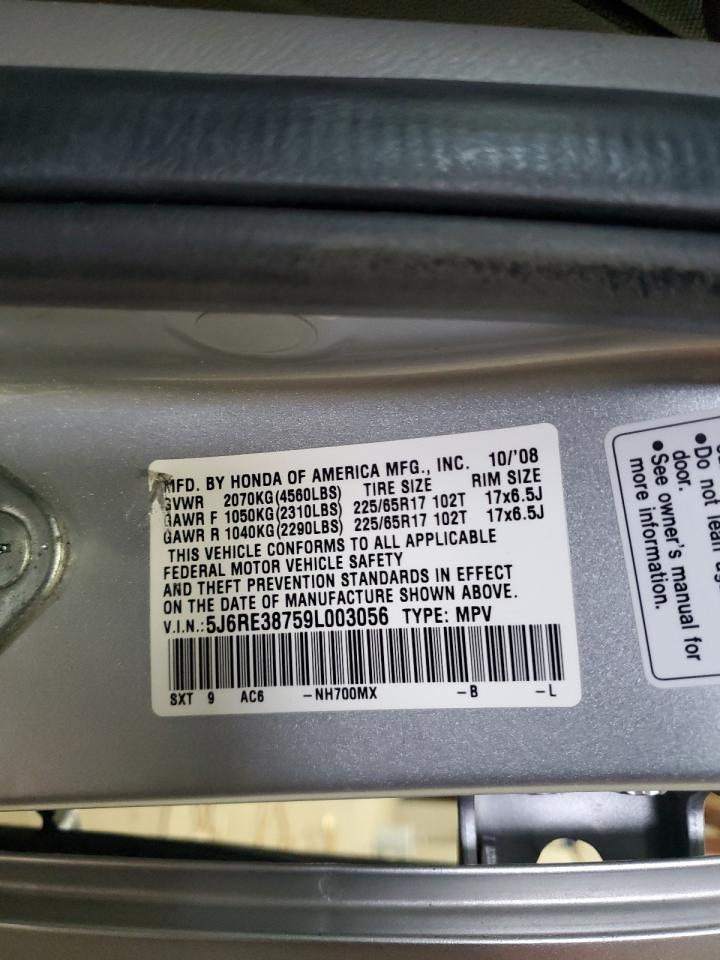 MFD. BY HONDA OF AMERICA MFG., INC. 10/'08
GVWR 2070KG(4560LBS) TIRE SIZE RIM SIZE
GAWR F 1050KG(2310LBS) 225/65R17 102T 17x6.5J
GAWR R 1040KG(2290LBS) 225/65R17 102T 17x6.5J
THIS VEHICLE CONFORMS TO ALL APPLICABLE
FEDERAL MOTOR VEHICLE SAFETY
AND THEFT PREVENTION STANDARDS IN EFFECT
ON THE DATE OF MANUFACTURE SHOWN ABOVE.
V.I.N.:5J6RE38759L003056 TYPE: MPV
SXT 9 AC6 -NH700MX -B -L
•Do not lean
door.
•See owner's manual for
more information.